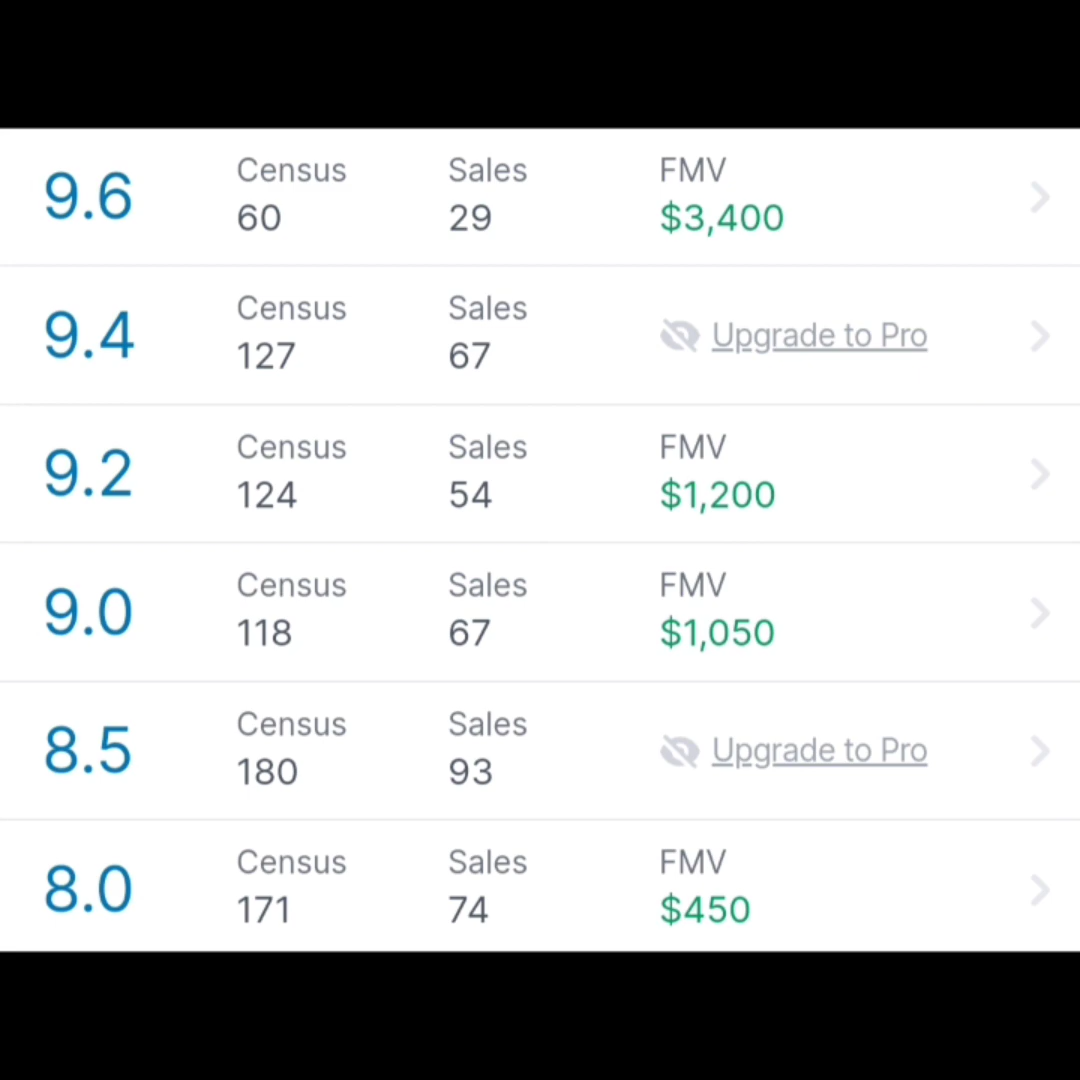 9.6 Census Sales FMV
60 29 $3,400
9.4 Census Sales
127 67 Upgrade to Pro
9.2 Census Sales FMV
124 54 $1,200
9.0 Census Sales FMV
118 67 $1,050
8.5 Census Sales
180 93 Upgrade to Pro
8.0 Census Sales FMV
171 74 $450